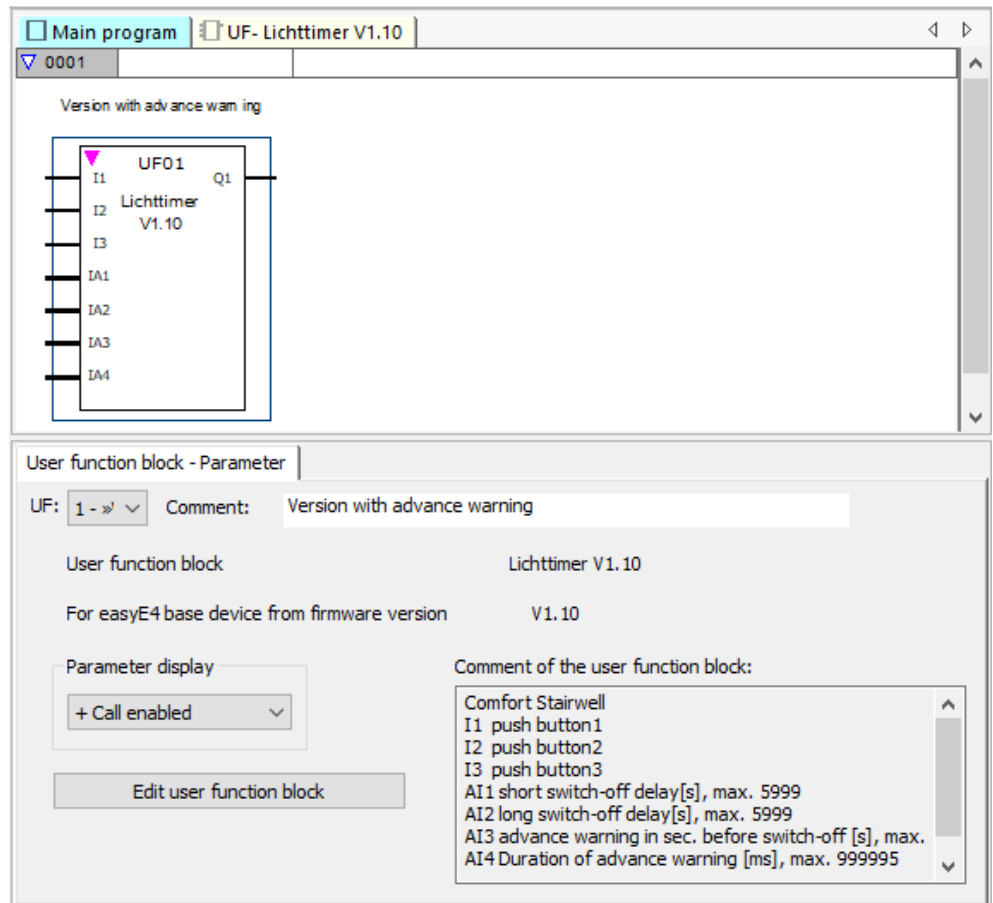 Main program
UF- Lichttimer V1.10
0001
Version with advance warn ing
UF01
I1
Q1
Lichttimer
I2
V1.10
I3
IA1
IA2
IA3
IA4
User function block - Parameter
UF: 1 - »' Comment: Version with advance warning
User function block Lichttimer V1.10
For easyE4 base device from firmware version V1.10
Parameter display
+ Call enabled
Edit user function block
Comment of the user function block:
Comfort Stairwell
I1 push button1
I2 push button2
I3 push button3
AI1 short switch-off delay[s], max. 5999
AI2 long switch-off delay[s], max. 5999
AI3 advance warning in sec. before switch-off [s], max.
AI4 Duration of advance warning [ms], max. 999995